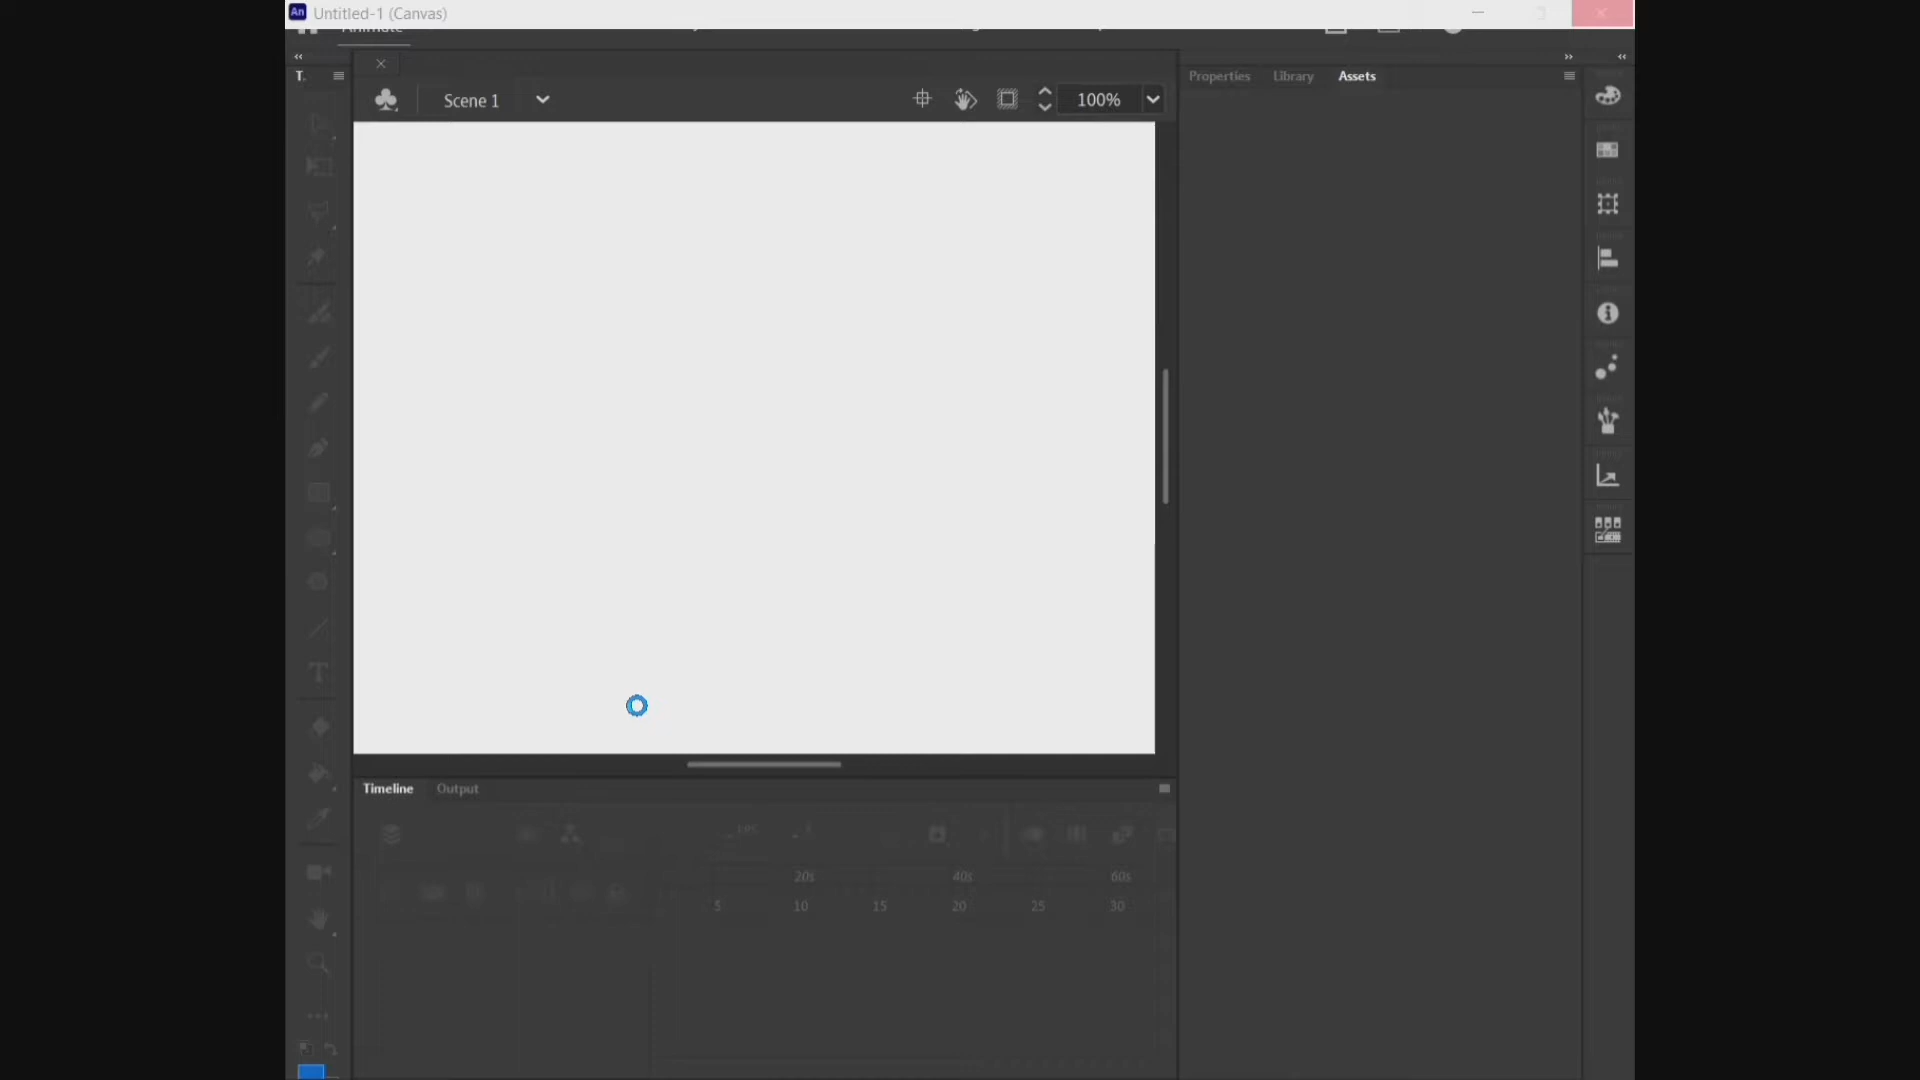 An Untitled-1 (Canvas)
Animate
T.
Scene 1
100%
Properties Library Assets
Timeline Output
20s 40s 60s
5 10 15 20 25 30